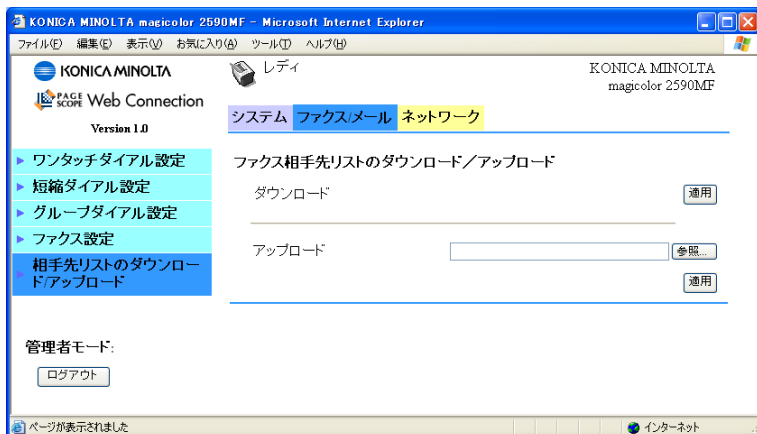 KONICA MINOLTA magicolor 2590MF - Microsoft Internet Explorer
ファイル(F) 編集(E) 表示(V) お気に入り(A) ツール(T) ヘルプ(H)
KONICA MINOLTA
レディ
KONICA MINOLTA
magicolor 2590MF
PAGE SCOPE Web Connection
Version 1.0
システム ファクス/メール ネットワーク
ワンタッチダイアル設定
短縮ダイアル設定
グループダイアル設定
ファクス設定
相手先リストのダウンロー
ド/アップロード
ファクス相手先リストのダウンロード/アップロード
ダウンロード
適用
アップロード
参照...
適用
管理者モード:
ログアウト
ページが表示されました
インターネット